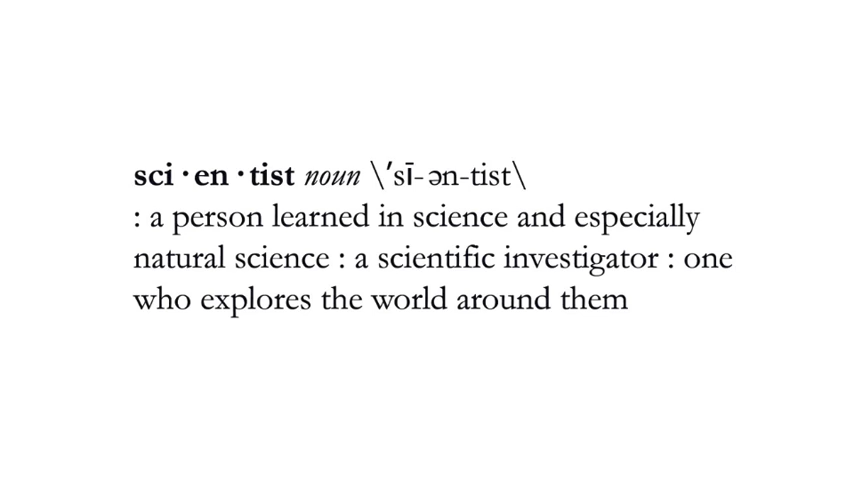 sci·en·tist noun \ˈsī-ən-tist\
: a person learned in science and especially
natural science : a scientific investigator : one
who explores the world around them